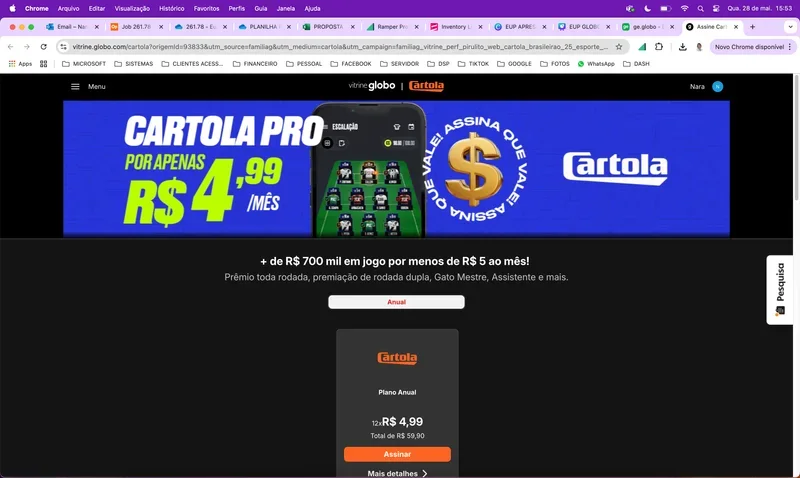 Chrome Arquivo Editar Visualização Histórico Favoritos Perfis Guia Janela Ajuda Qua. 28 de mai. 15:53
Email – Na Job 261.78 261.78 - Eu PLANILHA PROPOSTA Ramper Pro Inventory L EUP APRES EUP GLOBO ge.globo - Assine Car
vitrine.globo.com/cartola?origemId=93833&utm_source=familiag&utm_medium=cartola&utm_campaign=familiag_vitrine_perf_pirulito_web_cartola_brasileirao_25_esporte_... Novo Chrome disponível
Apps MICROSOFT SISTEMAS CLIENTES ACESS... FINANCEIRO PESSOAL FACEBOOK SERVIDOR DSP TIKTOK GOOGLE FOTOS WhatsApp DASH
Menu vitrine globo | Cartola Nara N
CARTOLA PRO
POR APENAS
R$ 4,99
/MÊS
ESCALAÇÃO
ASSINA QUE VALE! ASSINA QUE VALE!
$
Cartola
+ de R$ 700 mil em jogo por menos de R$ 5 ao mês!
Prêmio toda rodada, premiação de rodada dupla, Gato Mestre, Assistente e mais.
Anual
Pesquisa
Cartola
Plano Anual
12xR$ 4,99
Total de R$ 59,90
Assinar
Mais detalhes